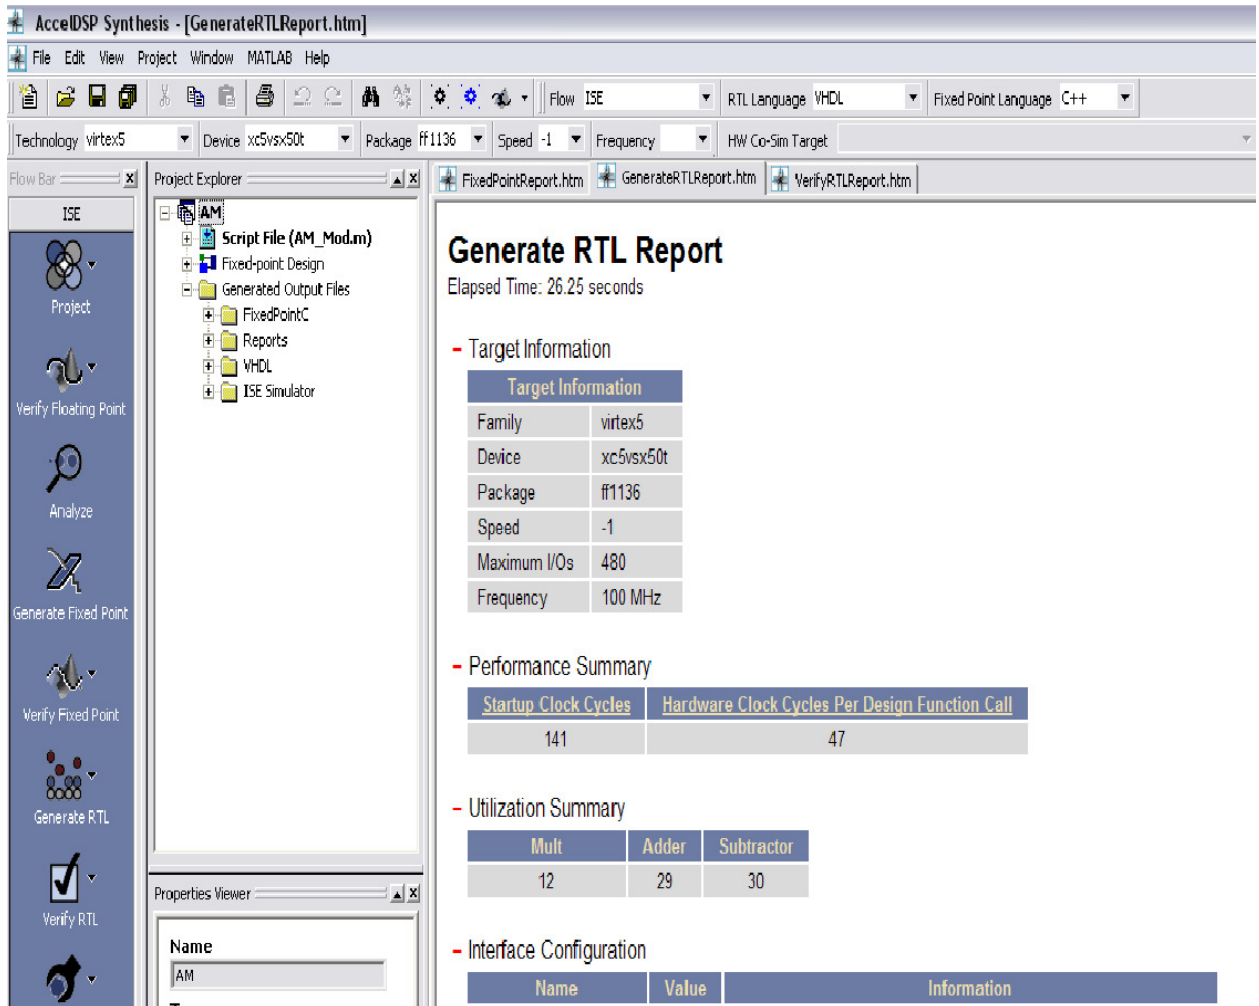 AccelDSP Synthesis - [GenerateRTLReport.htm]
File Edit View Project Window MATLAB Help
Flow ISE RTL Language VHDL Fixed Point Language C++
Technology virtex5 Device xc5vsx50t Package ff1136 Speed -1 Frequency HW Co-Sim Target
Flow Bar
ISE
Project
Verify Floating Point
Analyze
Generate Fixed Point
Verify Fixed Point
Generate RTL
Verify RTL
Project Explorer
AM
Script File (AM_Mod.m)
Fixed-point Design
Generated Output Files
FixedPointC
Reports
VHDL
ISE Simulator
Properties Viewer
Name
AM
FixedPointReport.htm GenerateRTLReport.htm VerifyRTLReport.htm
Generate RTL Report
Elapsed Time: 26.25 seconds
- Target Information
Target Information
Family virtex5
Device xc5vsx50t
Package ff1136
Speed -1
Maximum I/Os 480
Frequency 100 MHz
- Performance Summary
Startup Clock Cycles Hardware Clock Cycles Per Design Function Call
141 47
- Utilization Summary
Mult Adder Subtractor
12 29 30
- Interface Configuration
Name Value Information